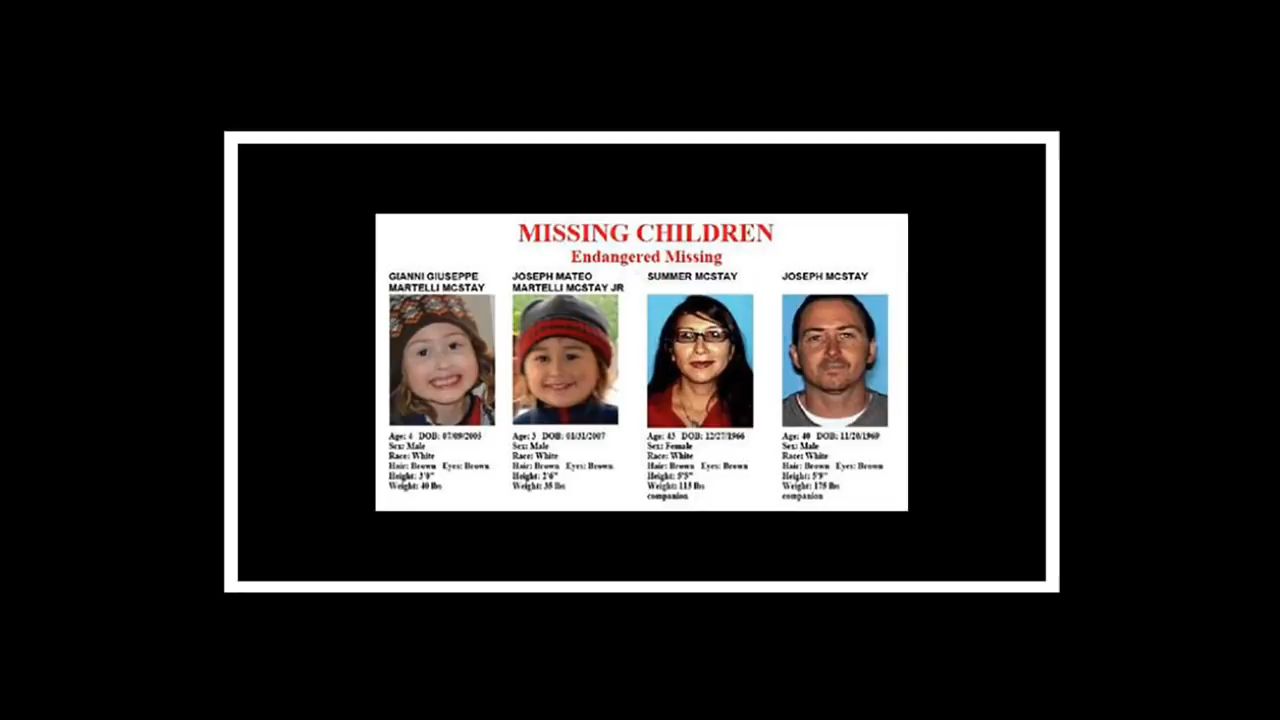 MISSING CHILDREN
Endangered Missing
GIANNI GIUSEPPE
MARTELLI MCSTAY
Age: 4 DOB: 07/09/2005
Sex: Male
Race: White
Hair: Brown Eyes: Brown
Height: 3'0"
Weight: 40 lbs
JOSEPH MATEO
MARTELLI MCSTAY JR
Age: 3 DOB: 01/31/2007
Sex: Male
Race: White
Hair: Brown Eyes: Brown
Height: 2'6"
Weight: 35 lbs
SUMMER MCSTAY
Age: 43 DOB: 12/27/1966
Sex: Female
Race: White
Hair: Brown Eyes: Brown
Height: 5'5"
Weight: 115 lbs
companion
JOSEPH MCSTAY
Age: 40 DOB: 11/20/1969
Sex: Male
Race: White
Hair: Brown Eyes: Brown
Height: 5'9"
Weight: 175 lbs
companion